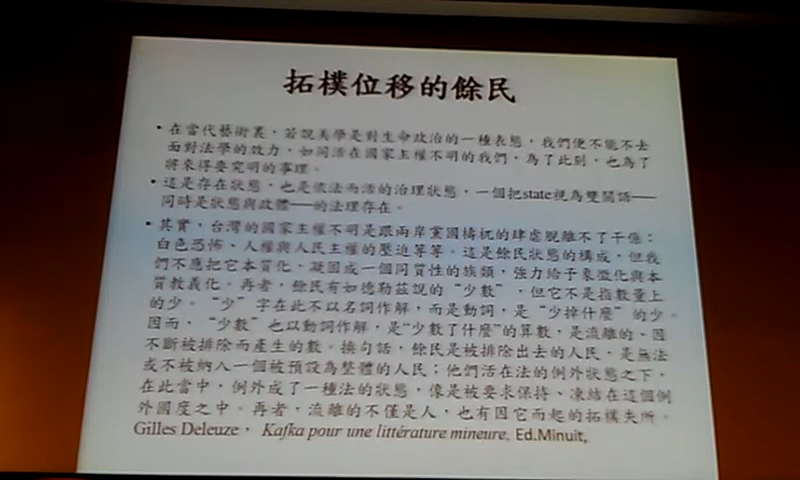 拓樸位移的餘民
• 在當代藝術裏，若說美學是對生命政治的一種表態，我們便不能不去
面對法學的效力，如同活在國家主權不明的我們，為了此刻，也為了
將來得要究明的事理。
• 這是存在狀態，也是依法而活的治理狀態，一個把state視為雙關語——
同時是狀態與政體——的法理存在。
• 其實，台灣的國家主權不明是跟兩岸黨國檮杌的肆虐脫離不了干係：
白色恐怖、人權與人民主權的壓迫等等。這是餘民狀態的構成，但我
們不應把它本質化，凝固成一個同質性的族類，強力給予象徵化與本
質教義化。再者，餘民有如德勒茲說的“少數”，但它不是指數量上
的少。“少”字在此不以名詞作解，而是動詞，是“少掉什麼”的少。
因而，“少數”也以動詞作解，是“少數了什麼”的算數，是流離的、因
不斷被排除而產生的數。換句話，餘民是被排除出去的人民，是無法
或不被納入一個被預設為整體的人民；他們活在法的例外狀態之下，
在此當中，例外成了一種法的狀態，像是被要求保持、凍結在這個例
外國度之中。再者，流離的不僅是人，也有因它而起的拓樸失所。
Gilles Deleuze， Kafka pour une littérature mineure, Ed.Minuit,